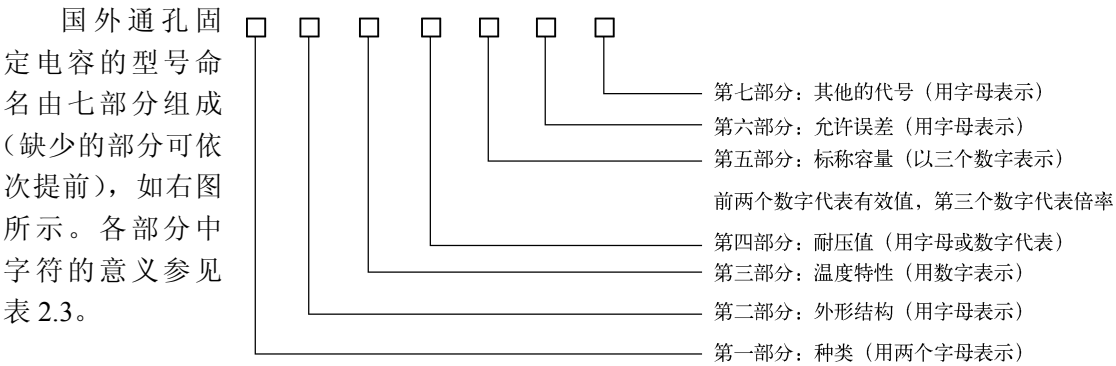 国外通孔固
定电容的型号命
名由七部分组成
（缺少的部分可依
次提前），如右图
所示。各部分中
字符的意义参见
表 2.3。
第七部分：其他的代号（用字母表示）
第六部分：允许误差（用字母表示）
第五部分：标称容量（以三个数字表示）
前两个数字代表有效值，第三个数字代表倍率
第四部分：耐压值（用字母或数字代表）
第三部分：温度特性（用数字表示）
第二部分：外形结构（用字母表示）
第一部分：种类（用两个字母表示）